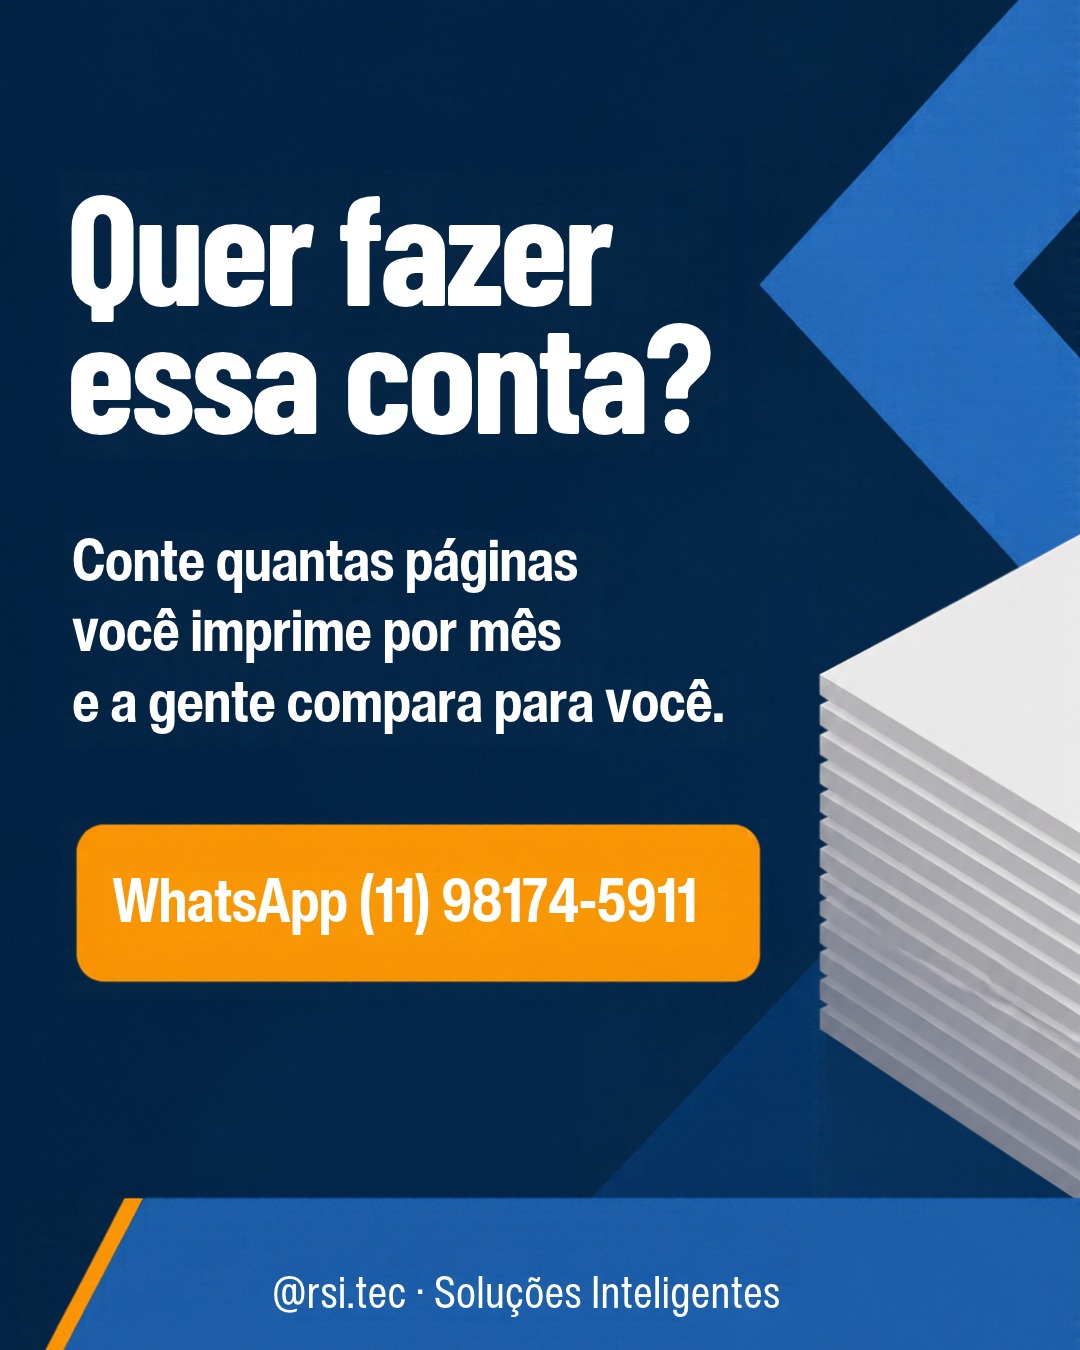 Quer fazer
essa conta?
Conte quantas páginas
você imprime por mês
e a gente compara para você.
WhatsApp (11) 98174-5911
@rsi.tec · Soluções Inteligentes